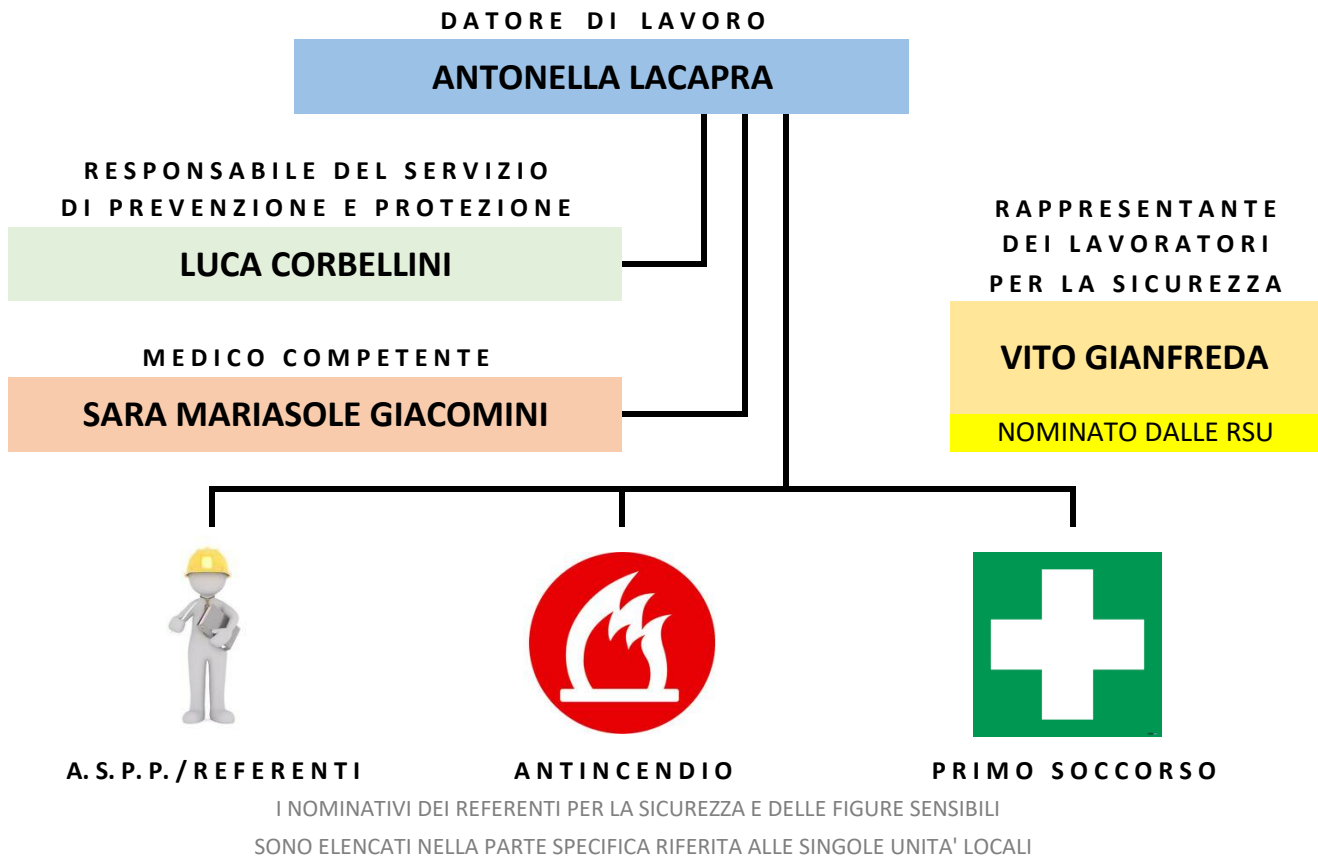 DATORE DI LAVORO
ANTONELLA LACAPRA
RESPONSABILE DEL SERVIZIO
DI PREVENZIONE E PROTEZIONE
LUCA CORBELLINI
MEDICO COMPETENTE
SARA MARIASOLE GIACOMINI
RAPPRESENTANTE
DEI LAVORATORI
PER LA SICUREZZA
VITO GIANFREDA
NOMINATO DALLE RSU
A.S.P.P./REFERENTI
ANTINCENDIO
PRIMO SOCCORSO
I NOMINATIVI DEI REFERENTI PER LA SICUREZZA E DELLE FIGURE SENSIBILI
SONO ELENCATI NELLA PARTE SPECIFICA RIFERITA ALLE SINGOLE UNITA' LOCALI